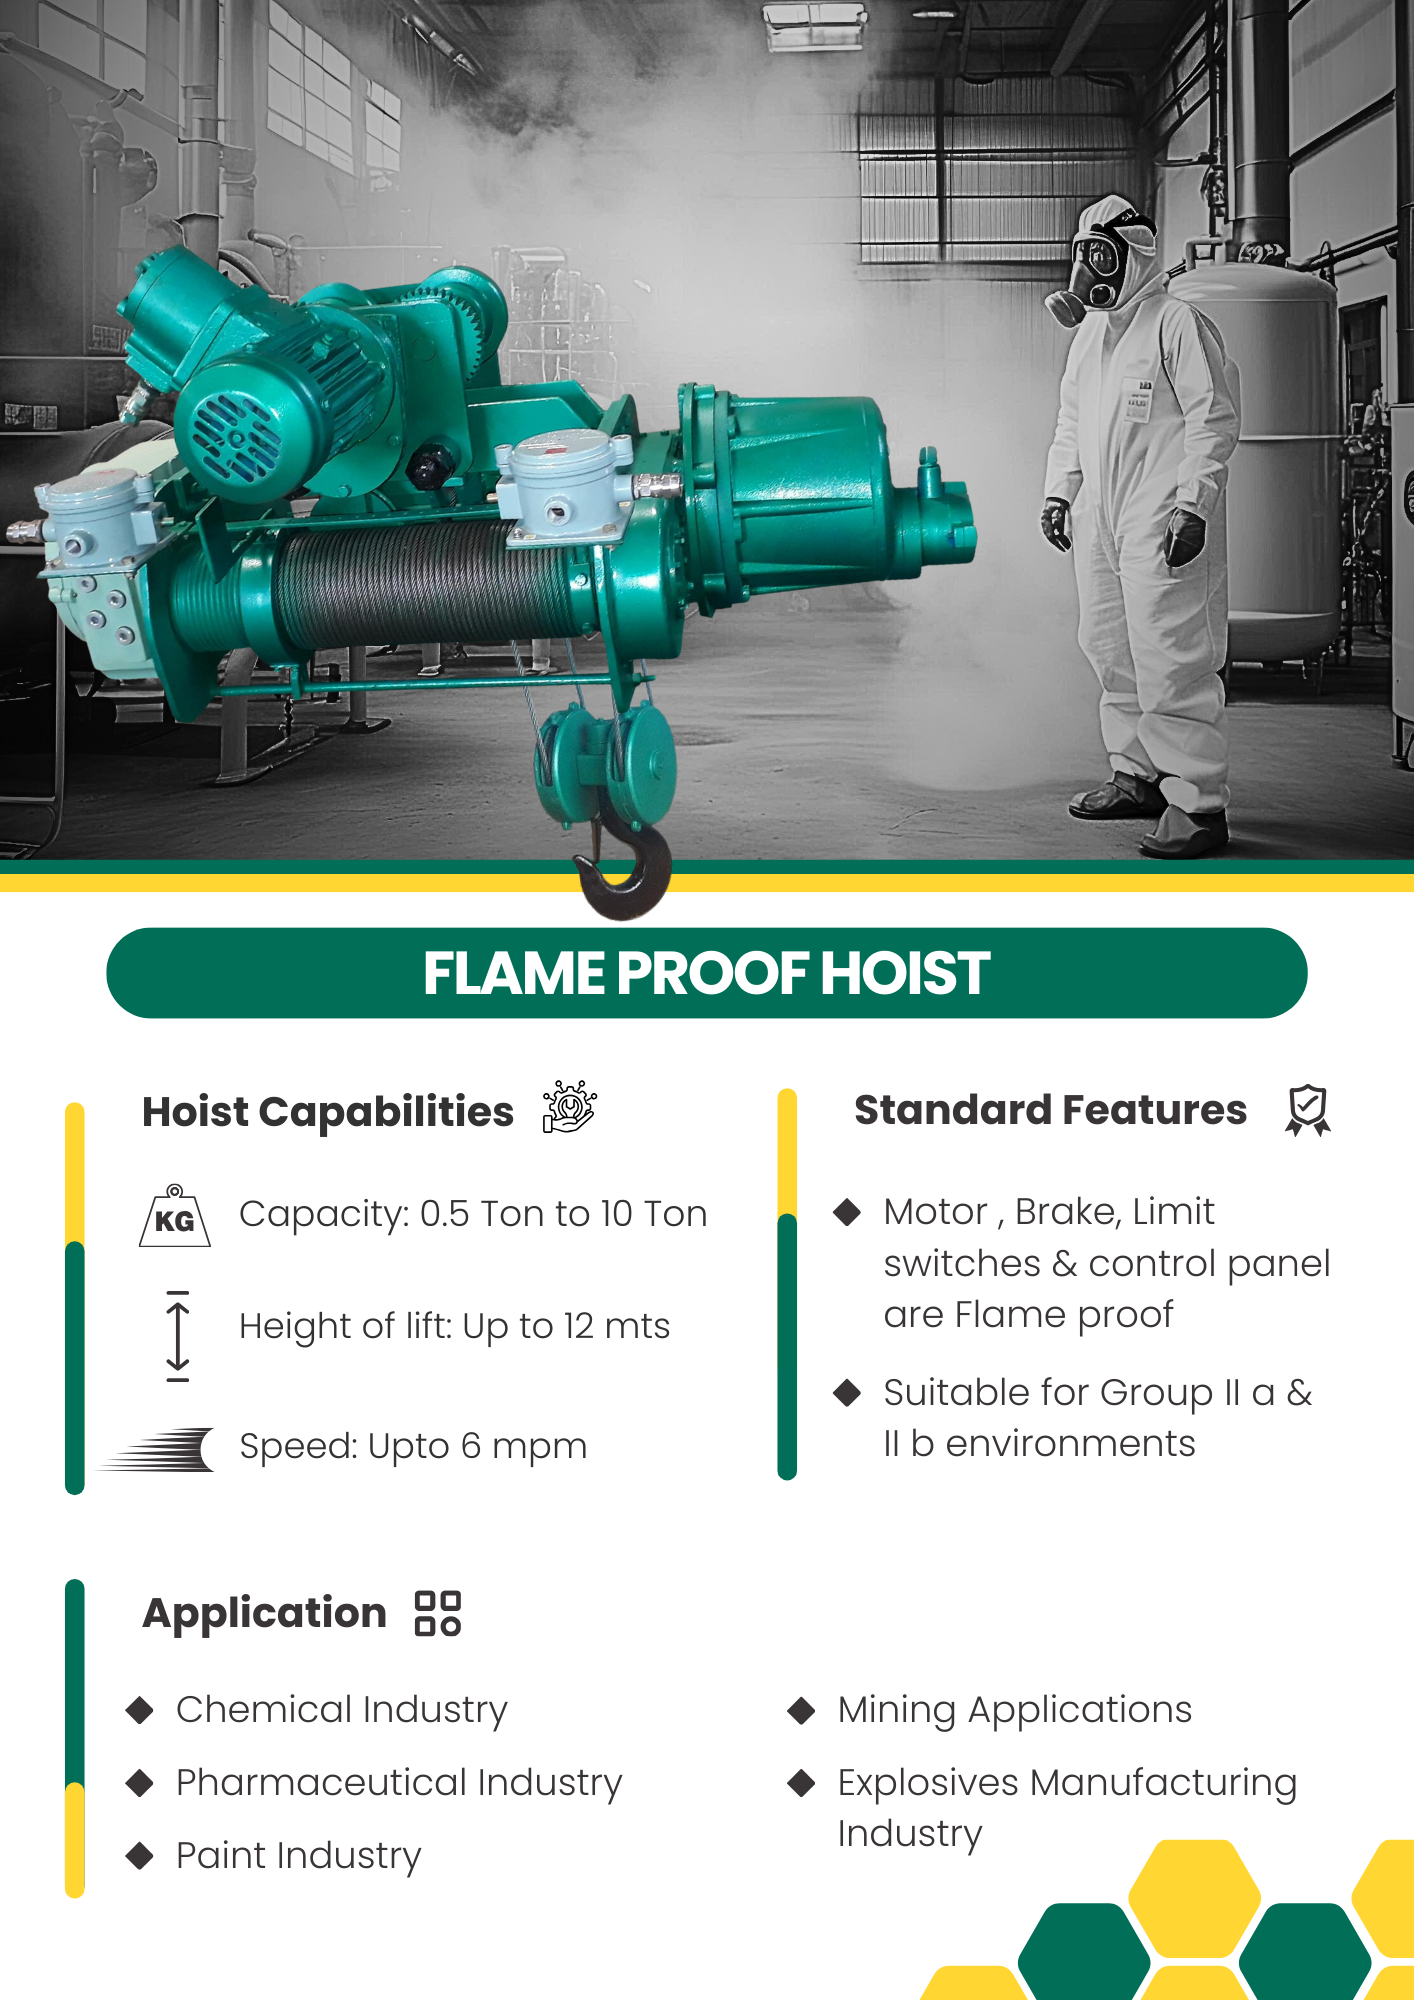 FLAME PROOF HOIST
Hoist Capabilities
KG
Capacity: 0.5 Ton to 10 Ton
Height of lift: Up to 12 mts
Speed: Upto 6 mpm
Standard Features
Motor , Brake, Limit
switches & control panel
are Flame proof
Suitable for Group II a &
II b environments
Application
Chemical Industry
Pharmaceutical Industry
Paint Industry
Mining Applications
Explosives Manufacturing
Industry